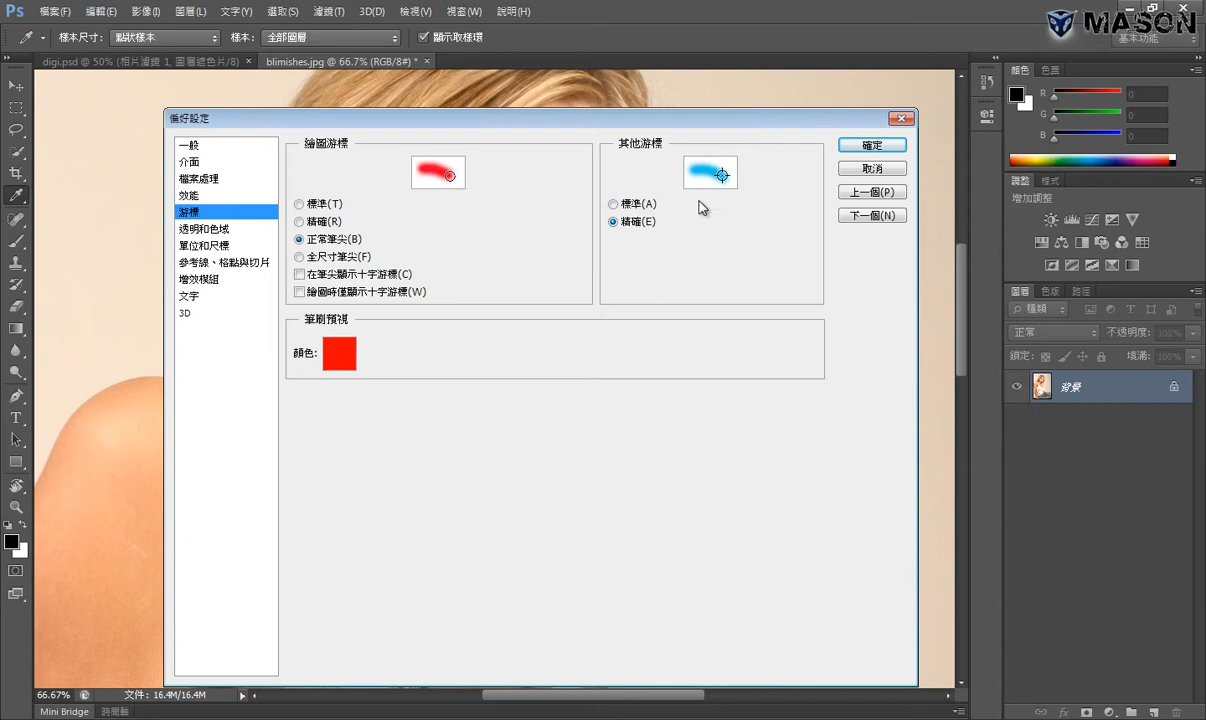 Ps 檔案(F) 編輯(E) 影像(I) 圖層(L) 文字(Y) 選取(S) 濾鏡(T) 3D(D) 檢視(V) 視窗(W) 說明(H)
MASON
樣本尺寸: 點狀樣本 樣本: 全部圖層 顯示取樣環 基本功能
digi.psd @ 50% (相片濾鏡 1, 圖層遮色片/8) × blimishes.jpg @ 66.7% (RGB/8#) * ×
偏好設定
一般
介面
檔案處理
效能
游標
透明和色域
單位和尺標
參考線、格點與切片
增效模組
文字
3D
繪圖游標
標準(T)
精確(R)
正常筆尖(B)
全尺寸筆尖(F)
在筆尖顯示十字游標(C)
繪圖時僅顯示十字游標(W)
其他游標
標準(A)
精確(E)
筆刷預視
顏色:
確定
取消
上一個(P)
下一個(N)
顏色 色票
R 0
G 0
B 0
調整 樣式
增加調整
圖層 色版 路徑
種類
正常 不透明度: 100%
鎖定: 填滿: 100%
背景
66.67% 文件: 16.4M/16.4M
Mini Bridge 時間軸